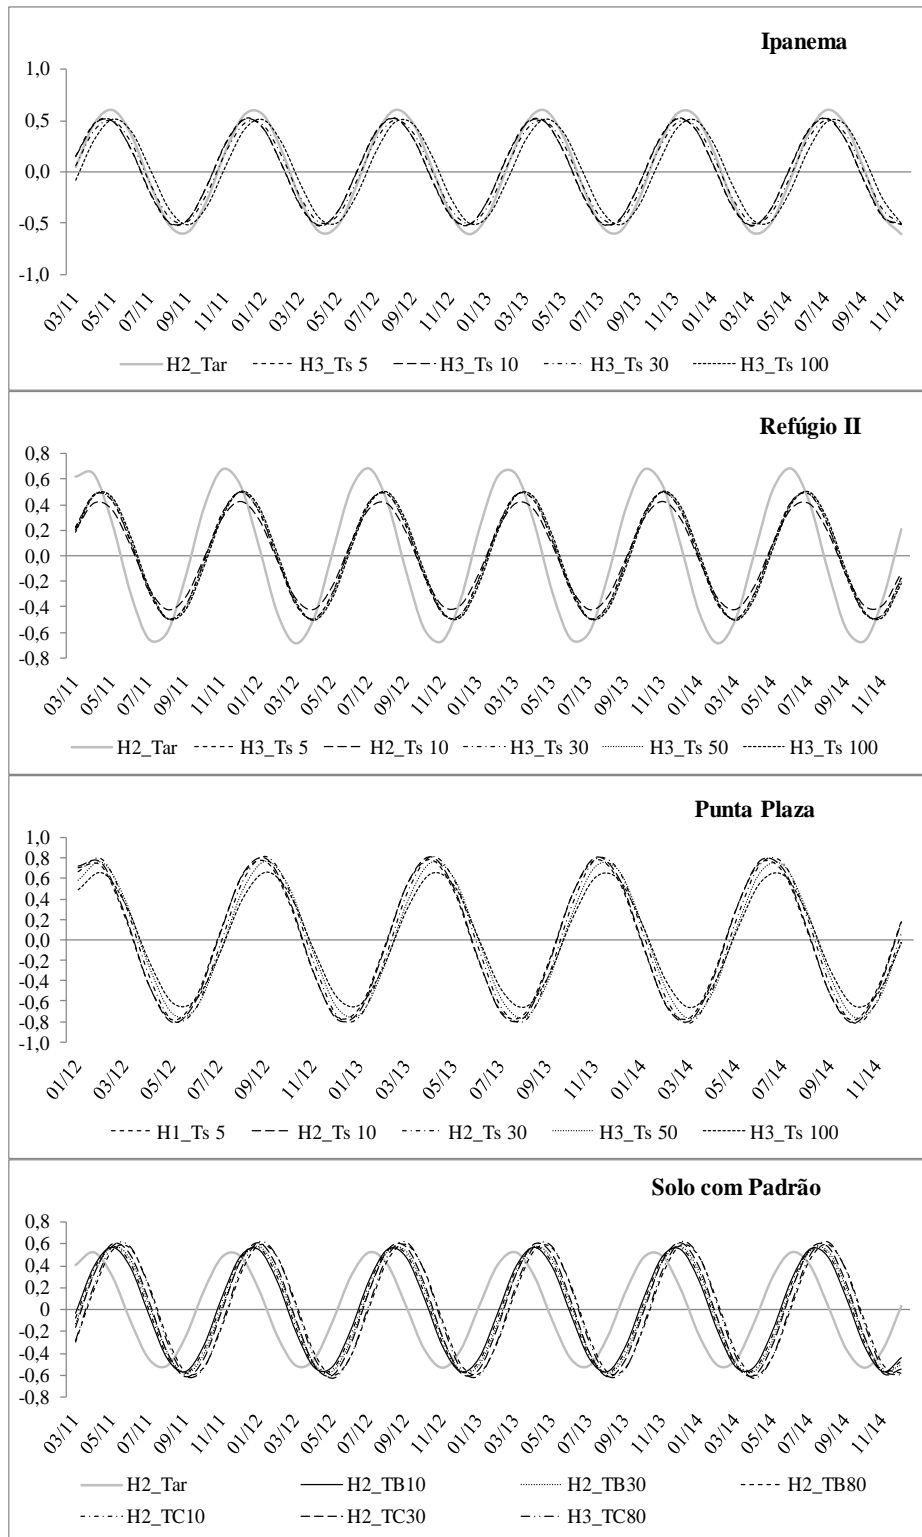 Ipanema
1,0
0,5
0,0
-0,5
-1,0
03/11 05/11 07/11 09/11 11/11 01/12 03/12 05/12 07/12 09/12 11/12 01/13 03/13 05/13 07/13 09/13 11/13 01/14 03/14 05/14 07/14 09/14 11/14
H2_Tar H3_Ts 5 H3_Ts 10 H3_Ts 30 H3_Ts 100
Refúgio II
0,8
0,6
0,4
0,2
0,0
-0,2
-0,4
-0,6
-0,8
03/11 05/11 07/11 09/11 11/11 01/12 03/12 05/12 07/12 09/12 11/12 01/13 03/13 05/13 07/13 09/13 11/13 01/14 03/14 05/14 07/14 09/14 11/14
H2_Tar H3_Ts 5 H2_Ts 10 H3_Ts 30 H3_Ts 50 H3_Ts 100
Punta Plaza
1,0
0,8
0,6
0,4
0,2
0,0
-0,2
-0,4
-0,6
-0,8
-1,0
01/12 03/12 05/12 07/12 09/12 11/12 01/13 03/13 05/13 07/13 09/13 11/13 01/14 03/14 05/14 07/14 09/14 11/14
H1_Ts 5 H2_Ts 10 H2_Ts 30 H3_Ts 50 H3_Ts 100
Solo com Padrão
0,8
0,6
0,4
0,2
0
-0,2
-0,4
-0,6
-0,8
03/11 05/11 07/11 09/11 11/11 01/12 03/12 05/12 07/12 09/12 11/12 01/13 03/13 05/13 07/13 09/13 11/13 01/14 03/14 05/14 07/14 09/14 11/14
H2_Tar H2_TB10 H2_TB30 H2_TB80
H2_TC10 H2_TC30 H3_TC80